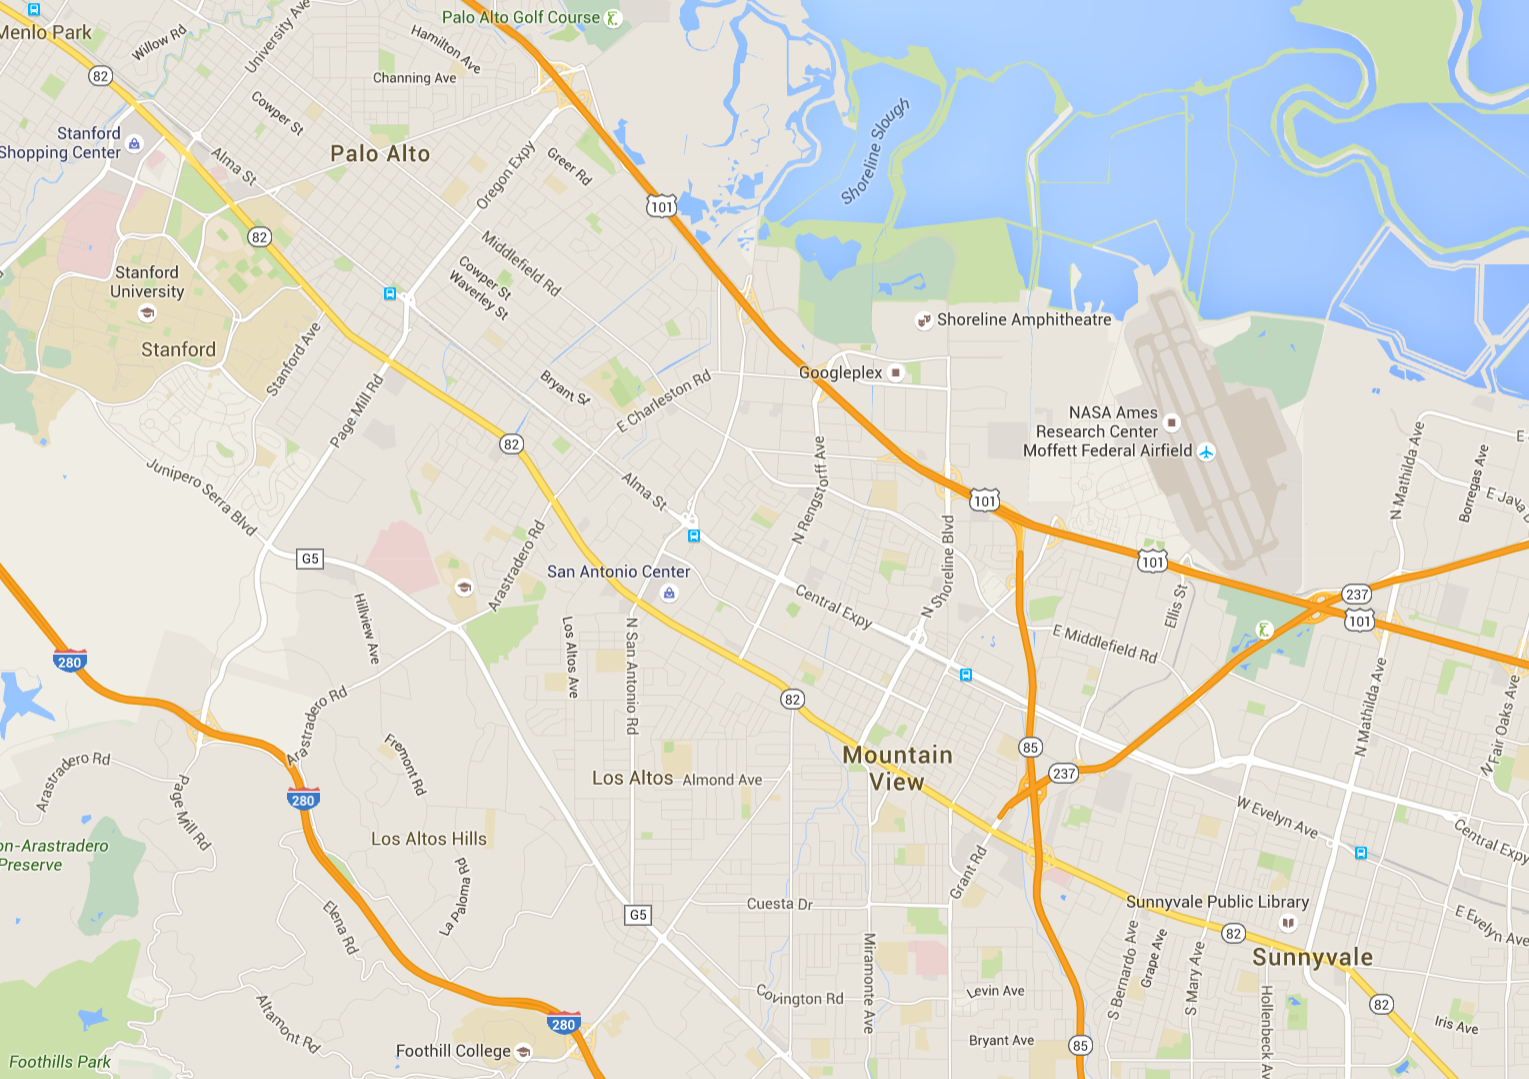 Palo Alto Golf Course
Menlo Park
Willow Rd
University Ave
Hamilton Ave
82
Channing Ave
Cowper St
Stanford
Shopping Center
Alma St
Palo Alto
Oregon Expy
Greer Rd
Shoreline Slough
101
82
Middlefield Rd
Cowper St
Waverley St
Stanford
University
Stanford
Stanford Ave
Shoreline Amphitheatre
Googleplex
Bryant St
E Charleston Rd
Page Mill Rd
NASA Ames
Research Center
Moffett Federal Airfield
82
N Rengstorff Ave
N Mathilda Ave
Borregas Ave
E
E Java D
Junipero Serra Blvd
Alma St
101
G5
Arastradero Rd
N Shoreline Blvd
101
San Antonio Center
Central Expy
Ellis St
237
101
Hillview Ave
Los Altos Ave
N San Antonio Rd
E Middlefield Rd
280
82
Arastradero Rd
N Mathilda Ave
N Fair Oaks Ave
Arastradero Rd
Fremont Rd
85
Mountain
View
237
Los Altos
Almond Ave
280
Page Mill Rd
W Evelyn Ave
Central Expy
Los Altos Hills
on-Arastradero
Preserve
La Paloma Rd
Grant Rd
Elena Rd
G5
Cuesta Dr
Sunnyvale Public Library
82
E Evelyn Ave
Miramonte Ave
S Bernardo Ave
Grape Ave
S Mary Ave
Sunnyvale
Covington Rd
Levin Ave
Hollenbeck Av
82
Iris Ave
Altamont Rd
280
Foothill College
Bryant Ave
85
Foothills Park